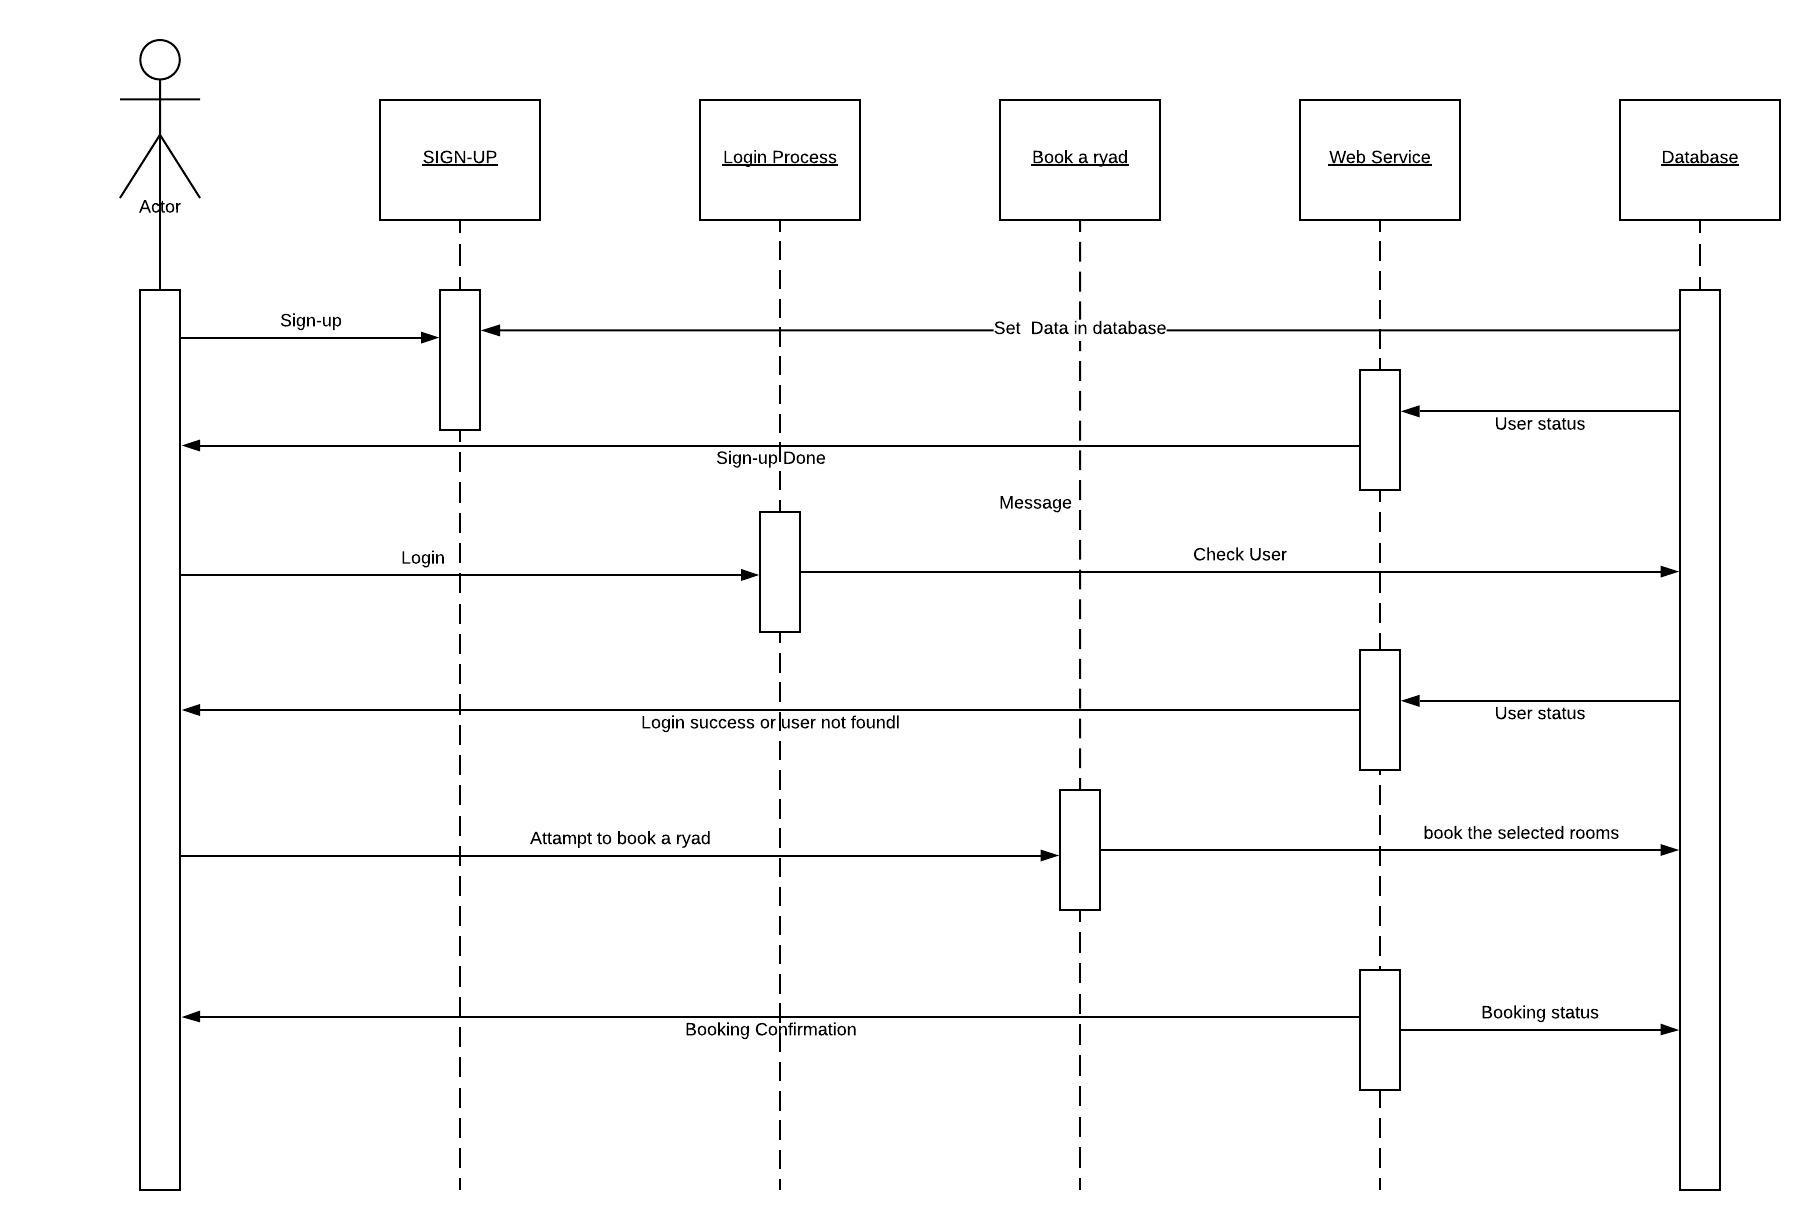 Actor
SIGN-UP
Login Process
Book a ryad
Web Service
Database
Sign-up
Set  Data in database
User status
Sign-up Done
Message
Login
Check User
User status
Login success or user not foundl
Attampt to book a ryad
book the selected rooms
Booking status
Booking Confirmation